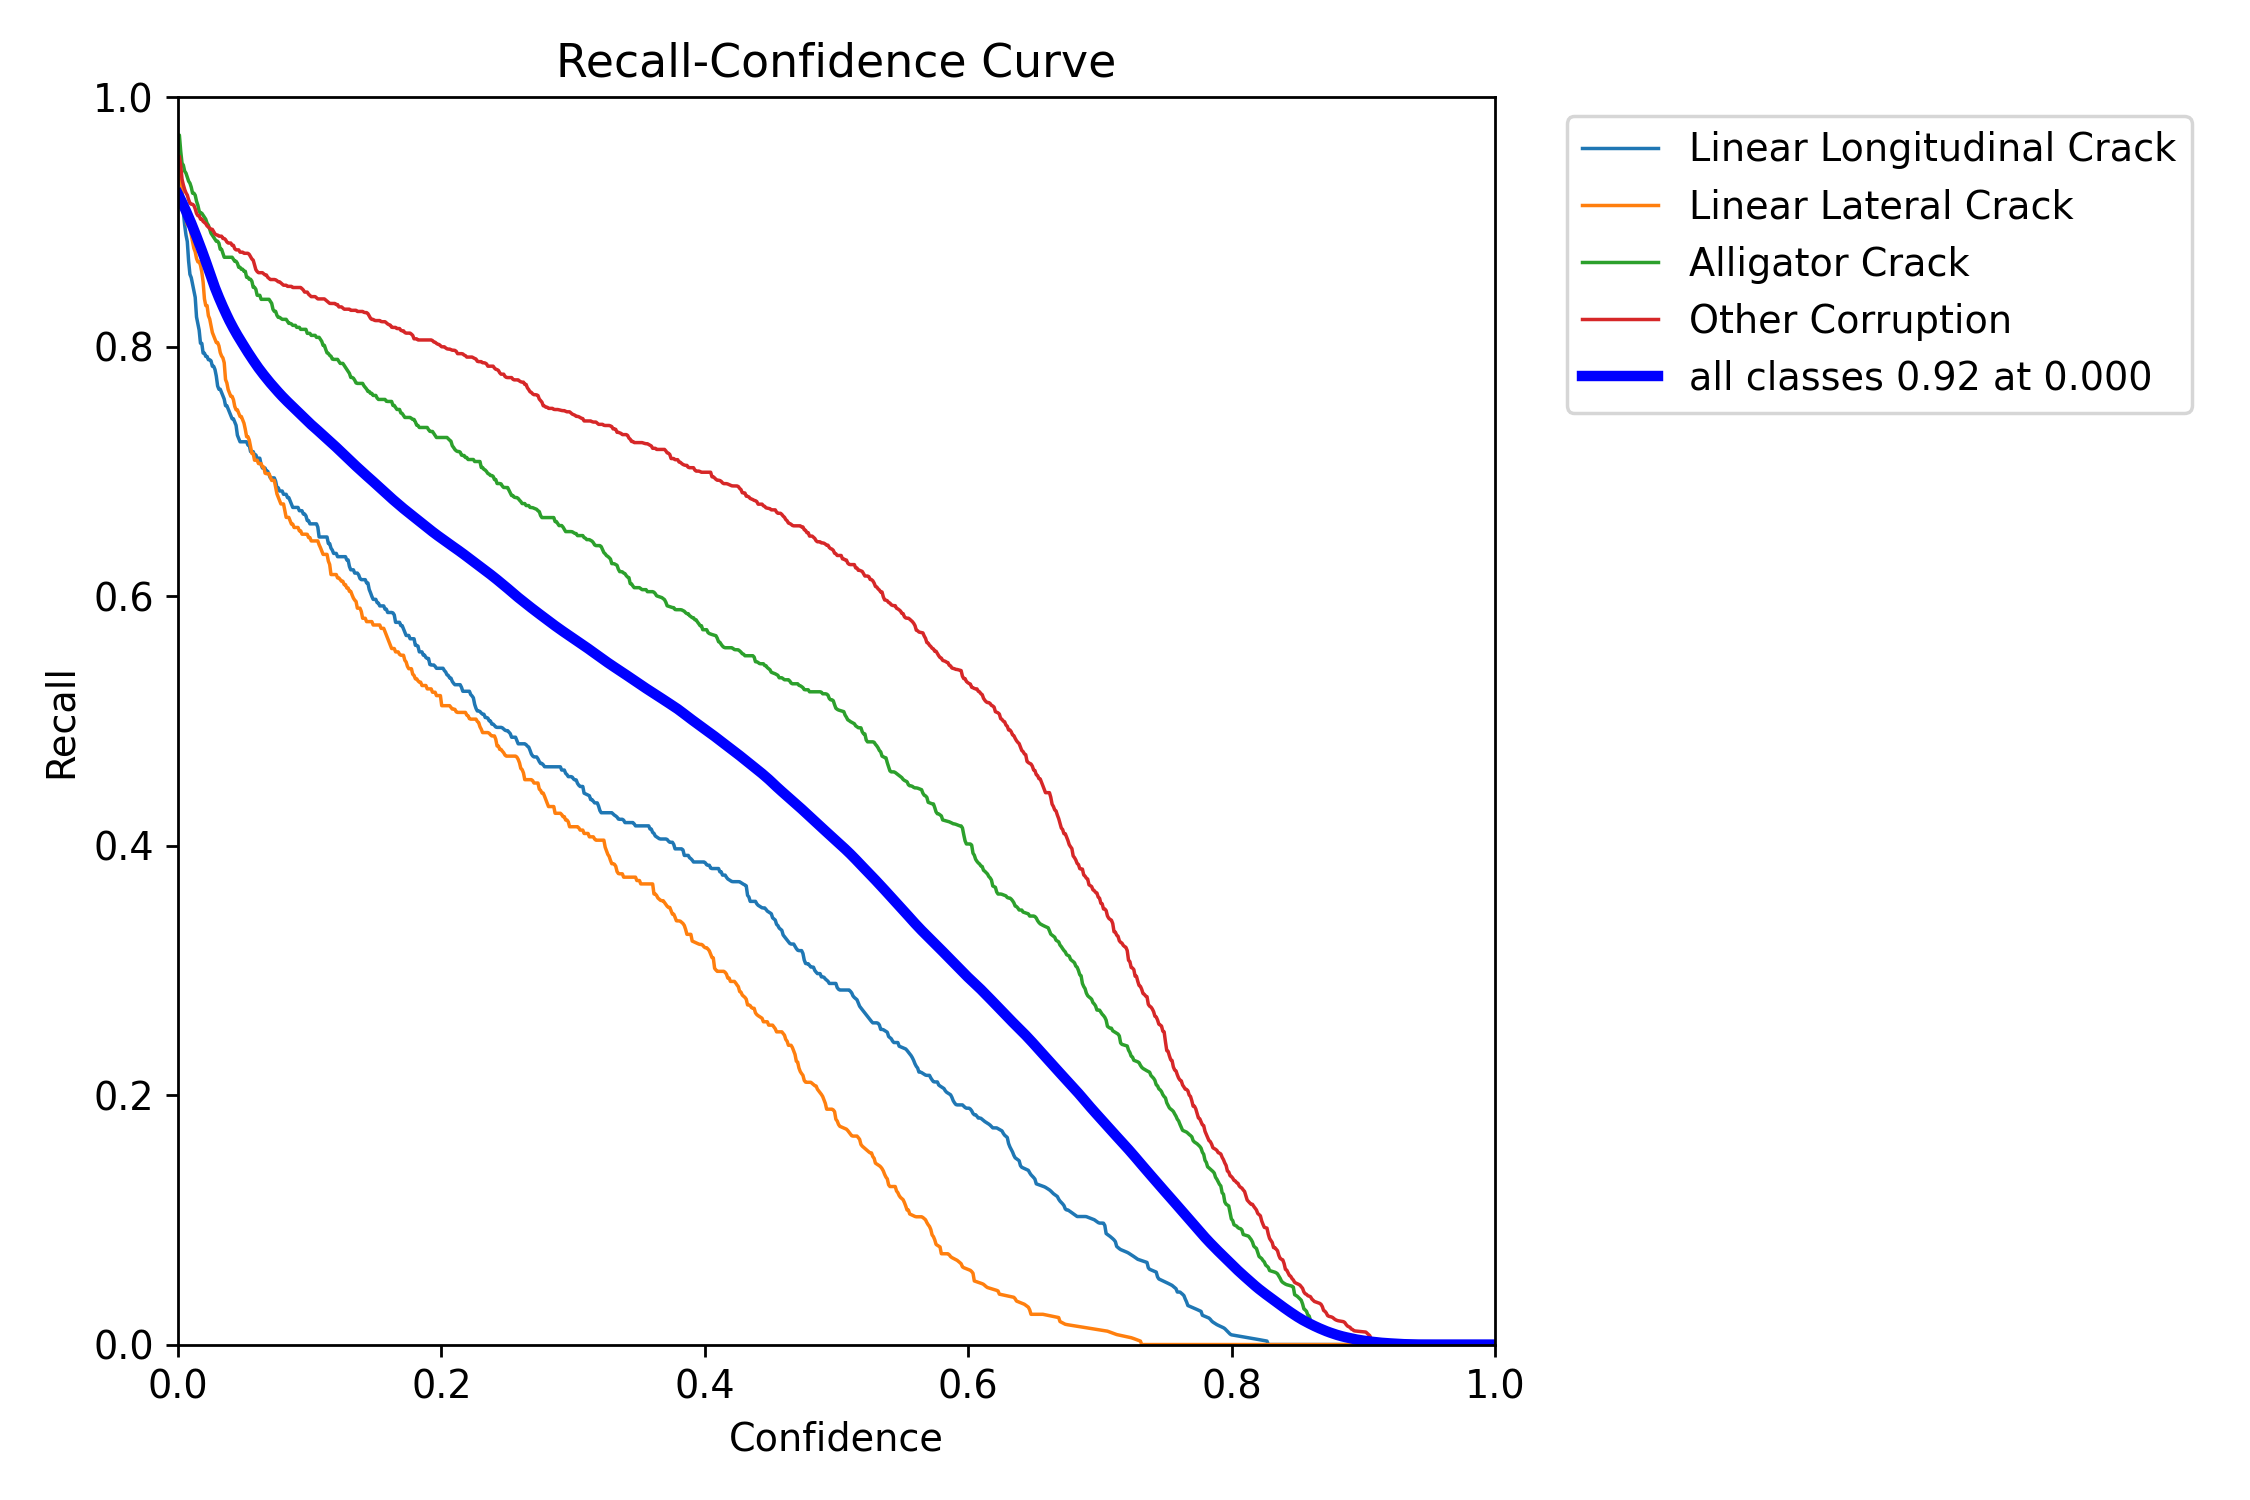 Recall-Confidence Curve
1.0
0.8
0.6
0.4
0.2
0.0
Recall
0.0 0.2 0.4 0.6 0.8 1.0
Confidence
Linear Longitudinal Crack
Linear Lateral Crack
Alligator Crack
Other Corruption
all classes 0.92 at 0.000